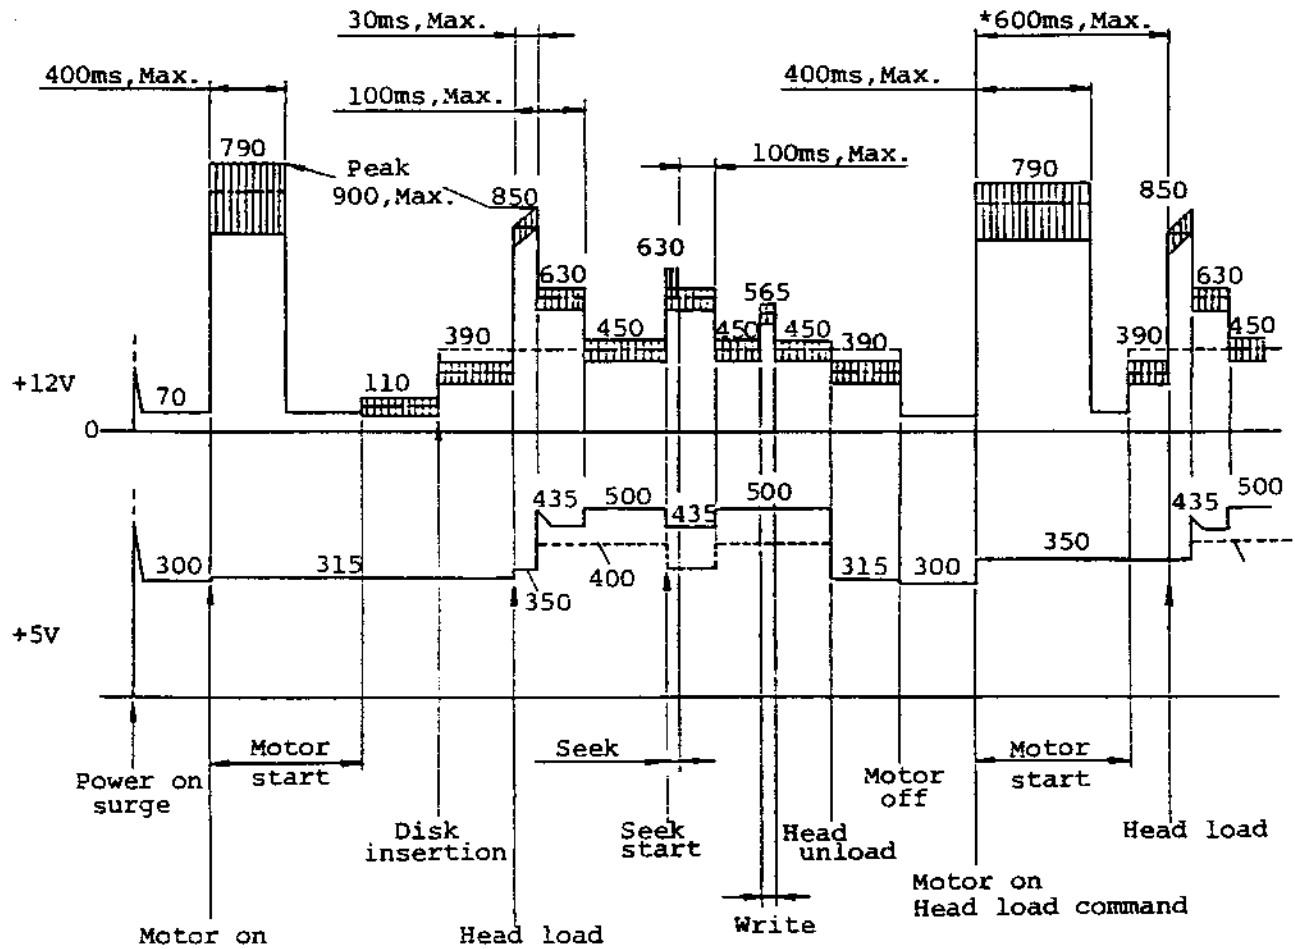 30ms,Max.
*600ms,Max.
400ms,Max.
400ms,Max.
100ms,Max.
790
Peak
900,Max.
850
100ms,Max.
790
850
630
630
565
630
390
450
450
450
390
390
450
+12V
70
110
0
435
500
435
500
435
500
300
315
400
350
315
300
350
+5V
Motor
start
Seek
Motor
start
Power on
surge
Motor
off
Disk
insertion
Seek
start
Head
unload
Head load
Motor on
Head load command
Write
Motor on
Head load